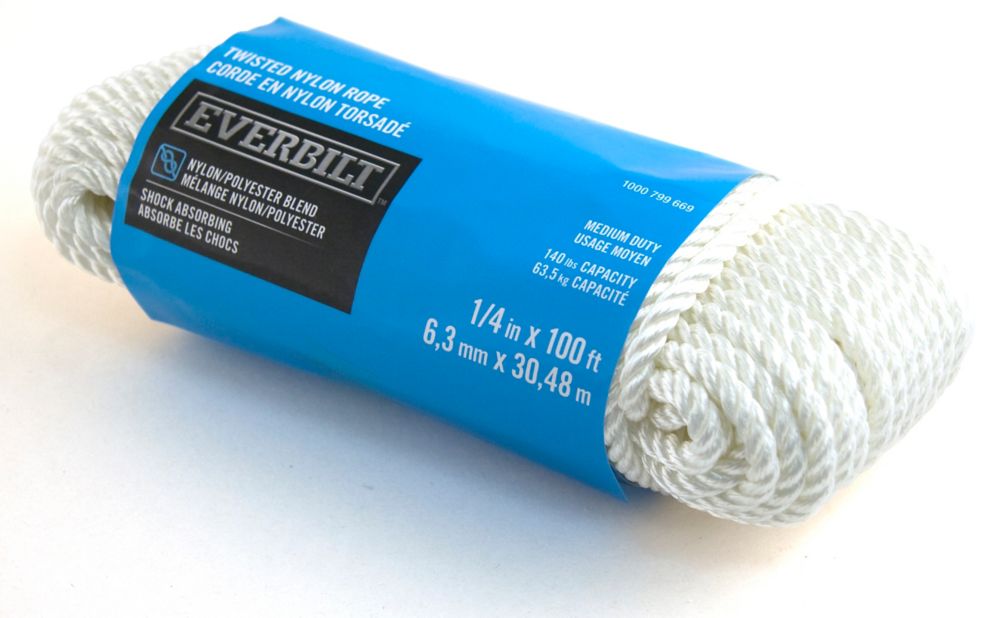 TWISTED NYLON ROPE
CORDE EN NYLON TORSADÉ
EVERBILT™
NYLON/POLYESTER BLEND
MÉLANGE NYLON/POLYESTER
SHOCK ABSORBING
ABSORBE LES CHOCS
1000 799 669
MEDIUM DUTY
USAGE MOYEN
140 lbs CAPACITY
63,5 kg CAPACITÉ
1/4 in x 100 ft
6,3 mm x 30,48 m